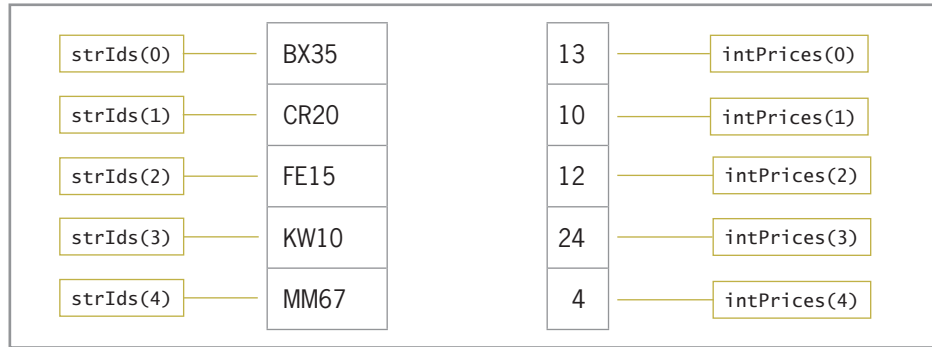 strIds(0) BX35 13 intPrices(0)
strIds(1) CR20 10 intPrices(1)
strIds(2) FE15 12 intPrices(2)
strIds(3) KW10 24 intPrices(3)
strIds(4) MM67 4 intPrices(4)